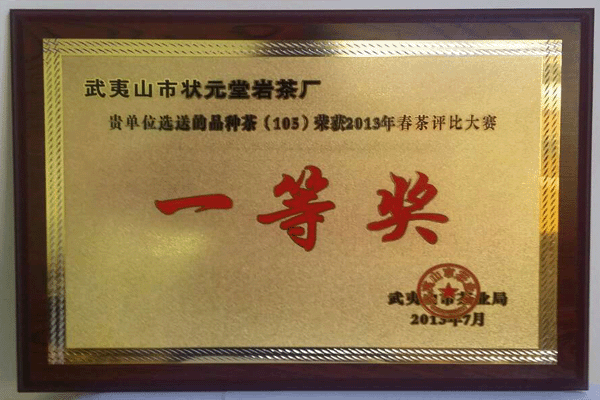 武夷山市状元堂岩茶厂
贵单位选送的品种茶（105）荣获2013年春茶评比大赛
一等奖
武夷山市茶业局
2013年7月